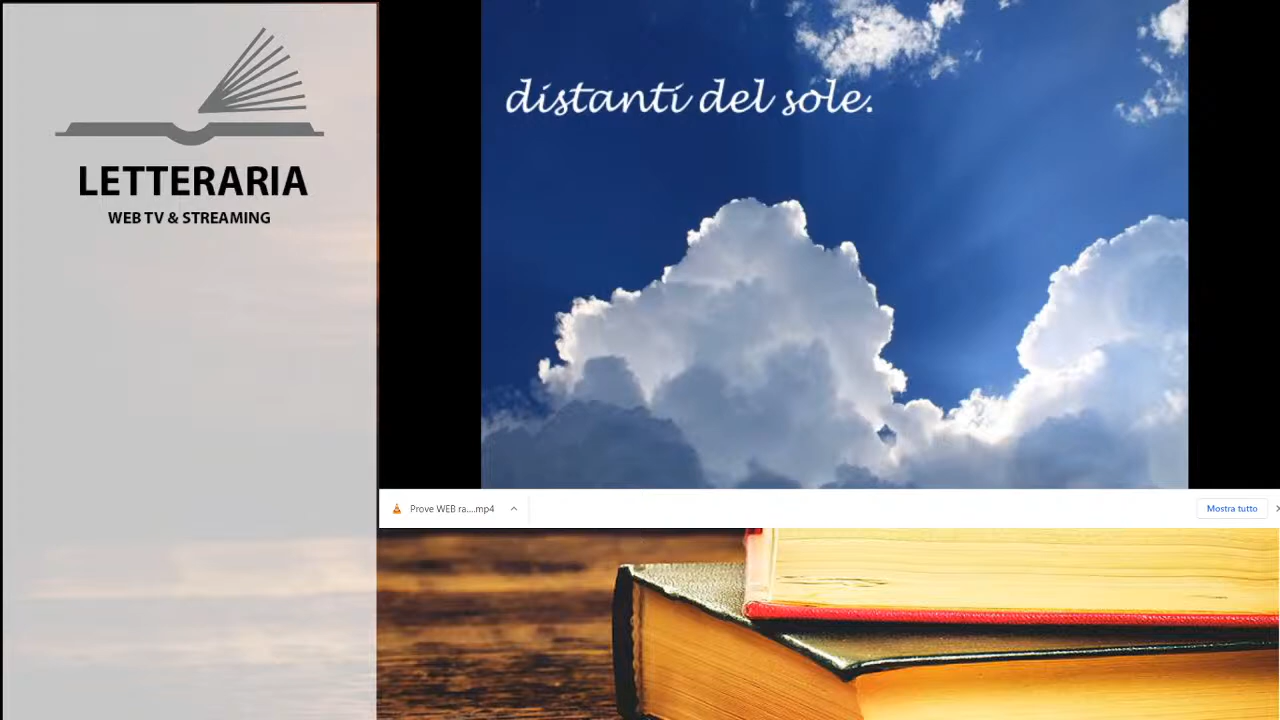 LETTERARIA
WEB TV & STREAMING
distanti del sole.
Prove WEB ra....mp4
Mostra tutto